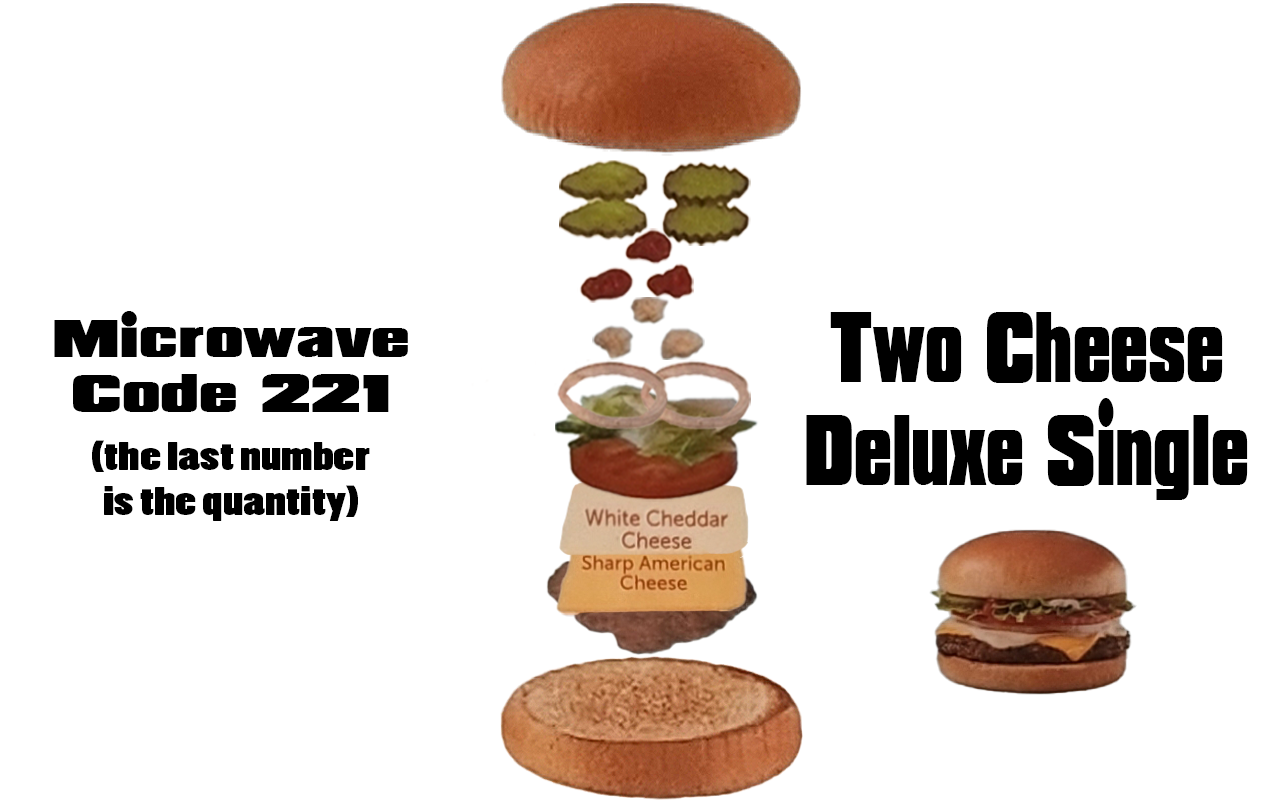 Microwave
Code 221
(the last number
is the quantity)
White Cheddar
Cheese
Sharp American
Cheese
Two Cheese
Deluxe Single